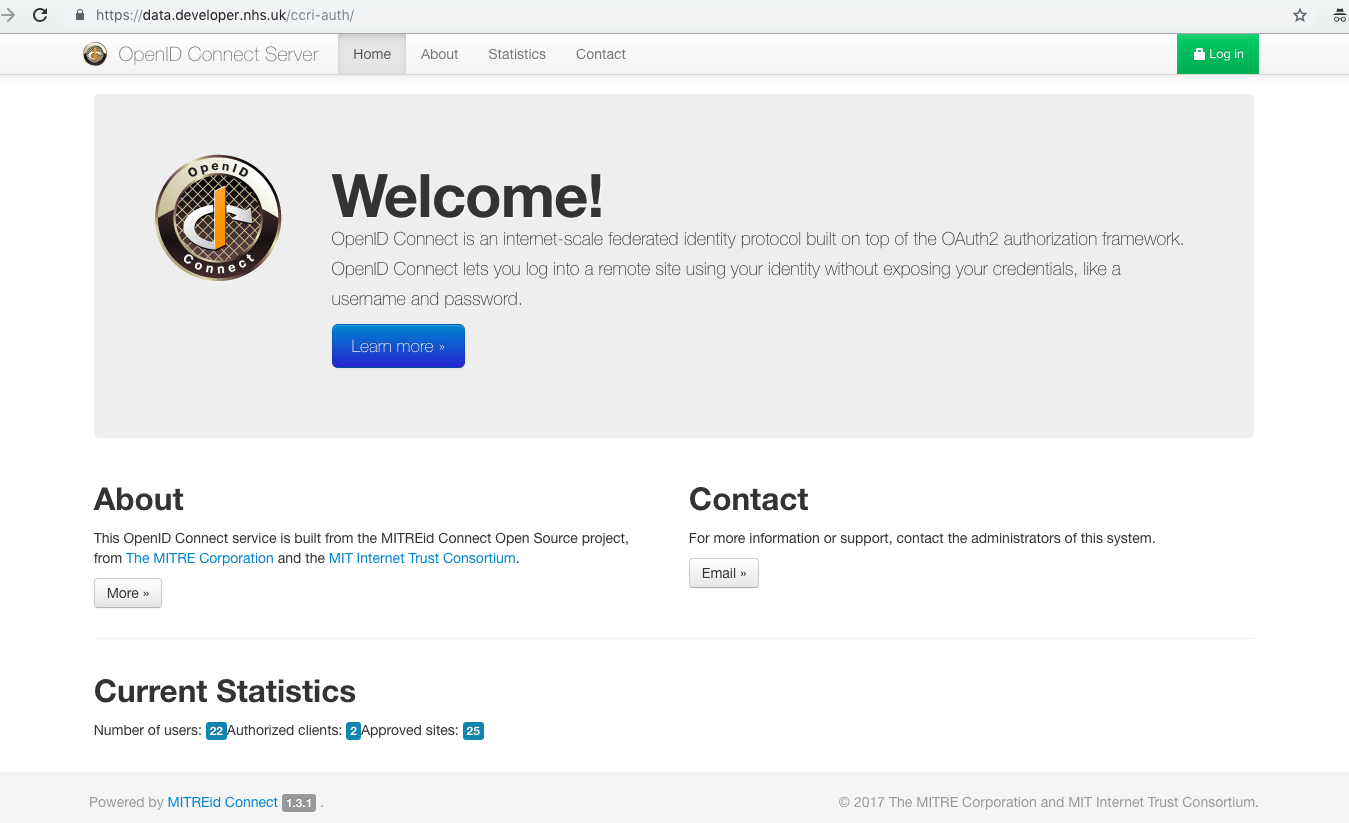 https://data.developer.nhs.uk/ccri-auth/
OpenID Connect Server Home About Statistics Contact Log in
OpenID
Connect
Welcome!
OpenID Connect is an internet-scale federated identity protocol built on top of the OAuth2 authorization framework.
OpenID Connect lets you log into a remote site using your identity without exposing your credentials, like a
username and password.
Learn more »
About
This OpenID Connect service is built from the MITREid Connect Open Source project,
from The MITRE Corporation and the MIT Internet Trust Consortium.
More »
Contact
For more information or support, contact the administrators of this system.
Email »
Current Statistics
Number of users: 22 Authorized clients: 2 Approved sites: 25
Powered by MITREid Connect 1.3.1 .
© 2017 The MITRE Corporation and MIT Internet Trust Consortium.